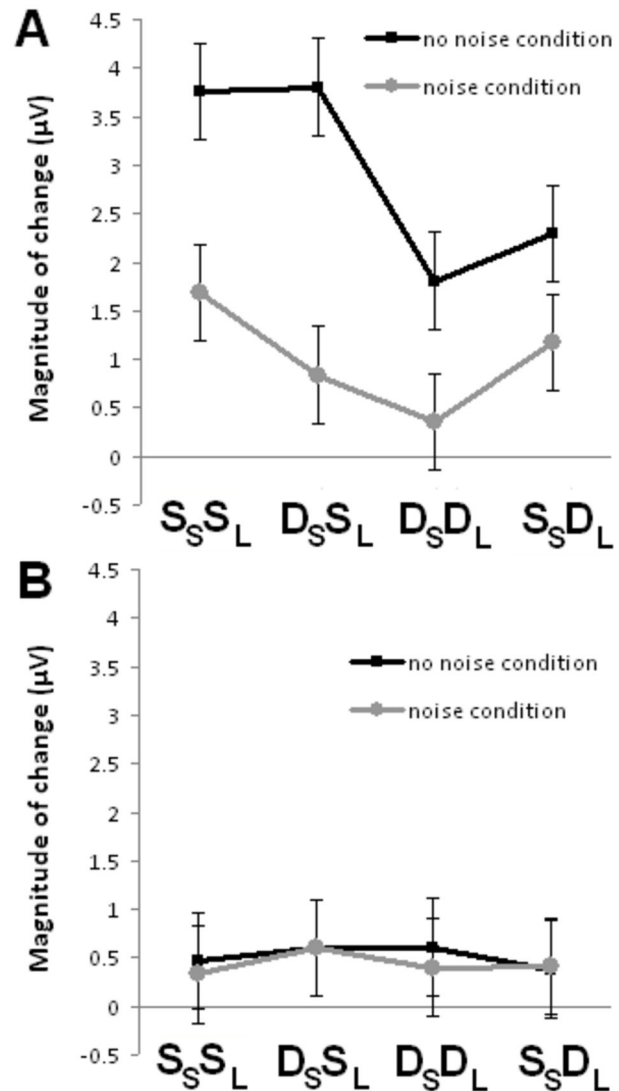 A
Magnitude of change (μV)
4.5
4
3.5
3
2.5
2
1.5
1
0.5
0
-0.5
no noise condition
noise condition
SSSL
DSSL
DSDL
SSDL
B
Magnitude of change (μV)
4.5
4
3.5
3
2.5
2
1.5
1
0.5
0
-0.5
no noise condition
noise condition
SSSL
DSSL
DSDL
SSDL